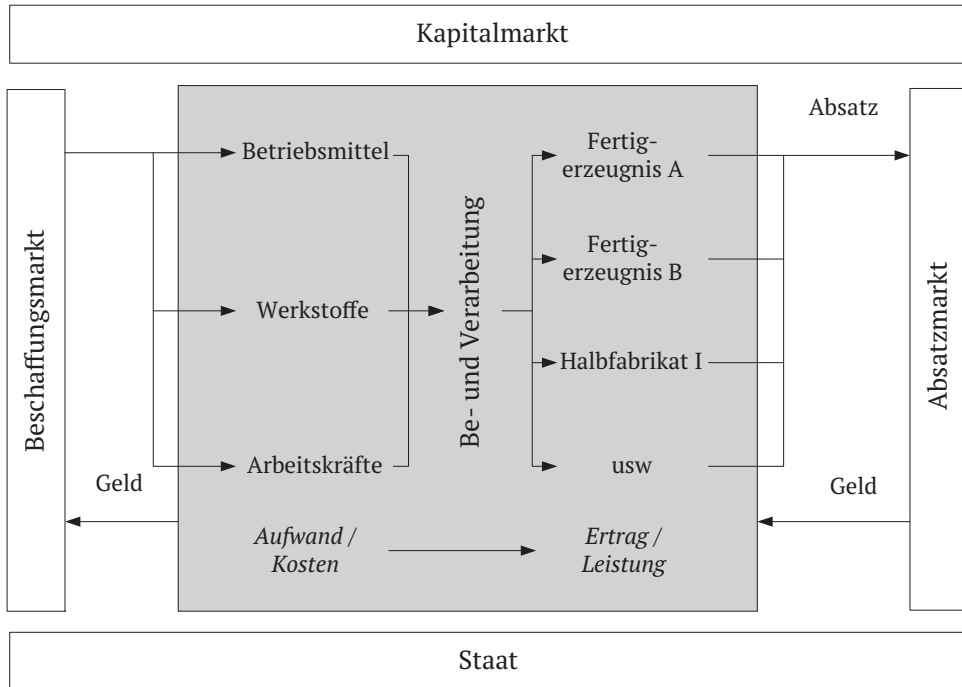 Kapitalmarkt
Beschaffungsmarkt
Betriebsmittel
Werkstoffe
Arbeitskräfte
Geld
Aufwand /
Kosten
Be- und Verarbeitung
Fertig-
erzeugnis A
Fertig-
erzeugnis B
Halbfabrikat I
usw
Ertrag /
Leistung
Absatz
Geld
Absatzmarkt
Staat